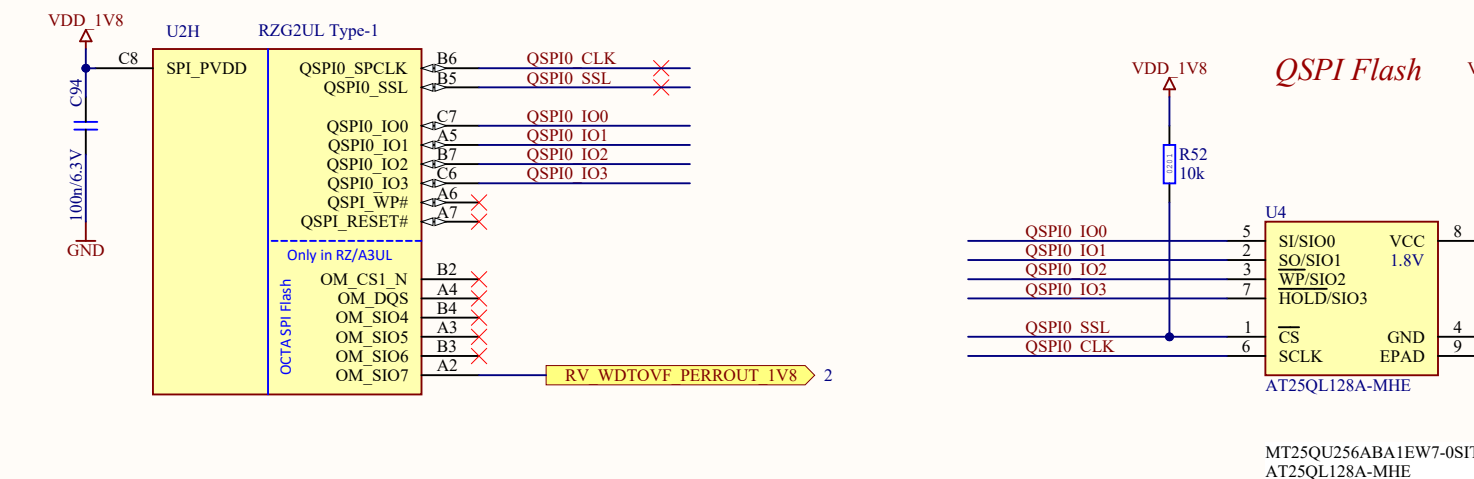 VDD_1V8
U2H
RZG2UL Type-1
C8
SPI_PVDD
C94
100n/6.3V
GND
QSPI0_SPCLK B6 QSPI0_CLK
QSPI0_SSL B5 QSPI0_SSL
QSPI0_IO0 C7 QSPI0_IO0
QSPI0_IO1 A5 QSPI0_IO1
QSPI0_IO2 B7 QSPI0_IO2
QSPI0_IO3 C6 QSPI0_IO3
QSPI_WP# A6
QSPI_RESET# A7
Only in RZ/A3UL
OCTA SPI Flash
OM_CS1_N B2
OM_DQS A4
OM_SIO4 B4
OM_SIO5 A3
OM_SIO6 B3
OM_SIO7 A2
RV_WDTOVF_PERROUT_1V8 2
VDD_1V8
QSPI Flash
0201
R52
10k
U4
QSPI0_IO0 5 SI/SIO0 VCC 8
QSPI0_IO1 2 SO/SIO1 1.8V
QSPI0_IO2 3 WP/SIO2
QSPI0_IO3 7 HOLD/SIO3
QSPI0_SSL 1 CS GND 4
QSPI0_CLK 6 SCLK EPAD 9
AT25QL128A-MHE
MT25QU256ABA1EW7-0SIT
AT25QL128A-MHE